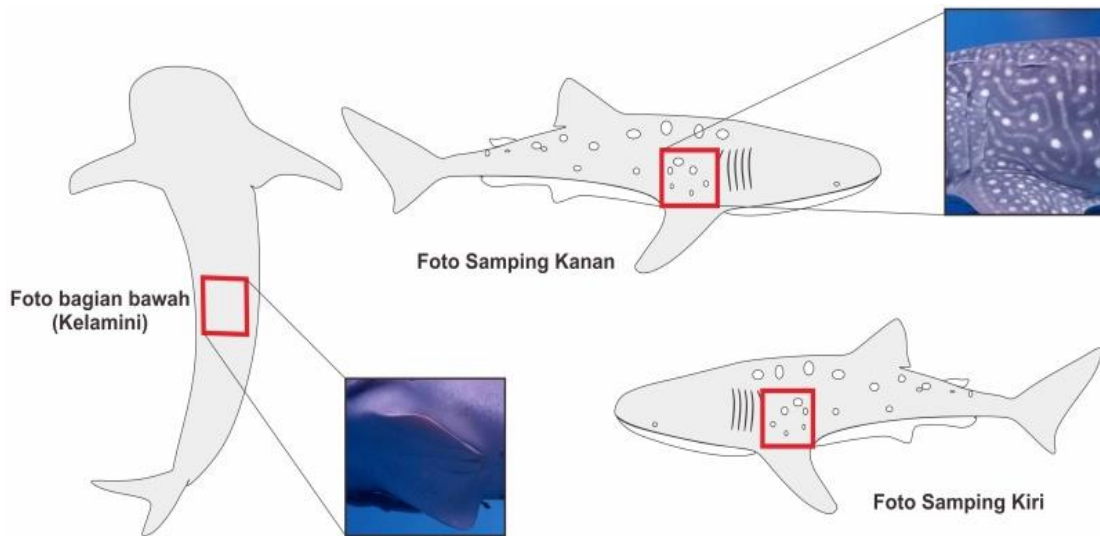 Foto Samping Kanan
Foto bagian bawah
(Kelamini)
Foto Samping Kiri